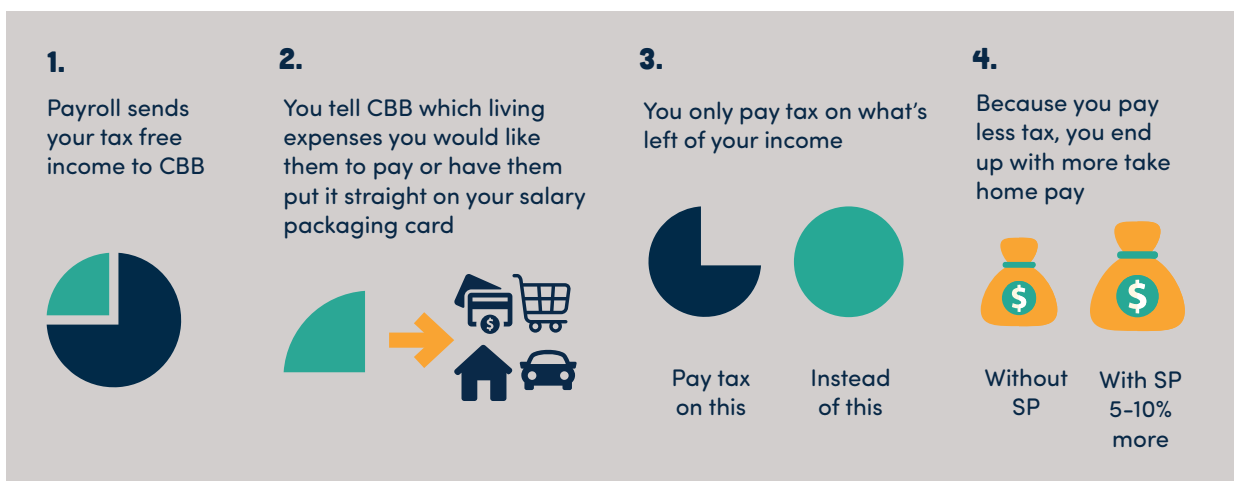 1.
Payroll sends
your tax free
income to CBB
2.
You tell CBB which living
expenses you would like
them to pay or have them
put it straight on your salary
packaging card
$
3.
You only pay tax on what's
left of your income
Pay tax
on this
Instead
of this
4.
Because you pay
less tax, you end
up with more take
home pay
$
$
Without
SP
With SP
5-10%
more